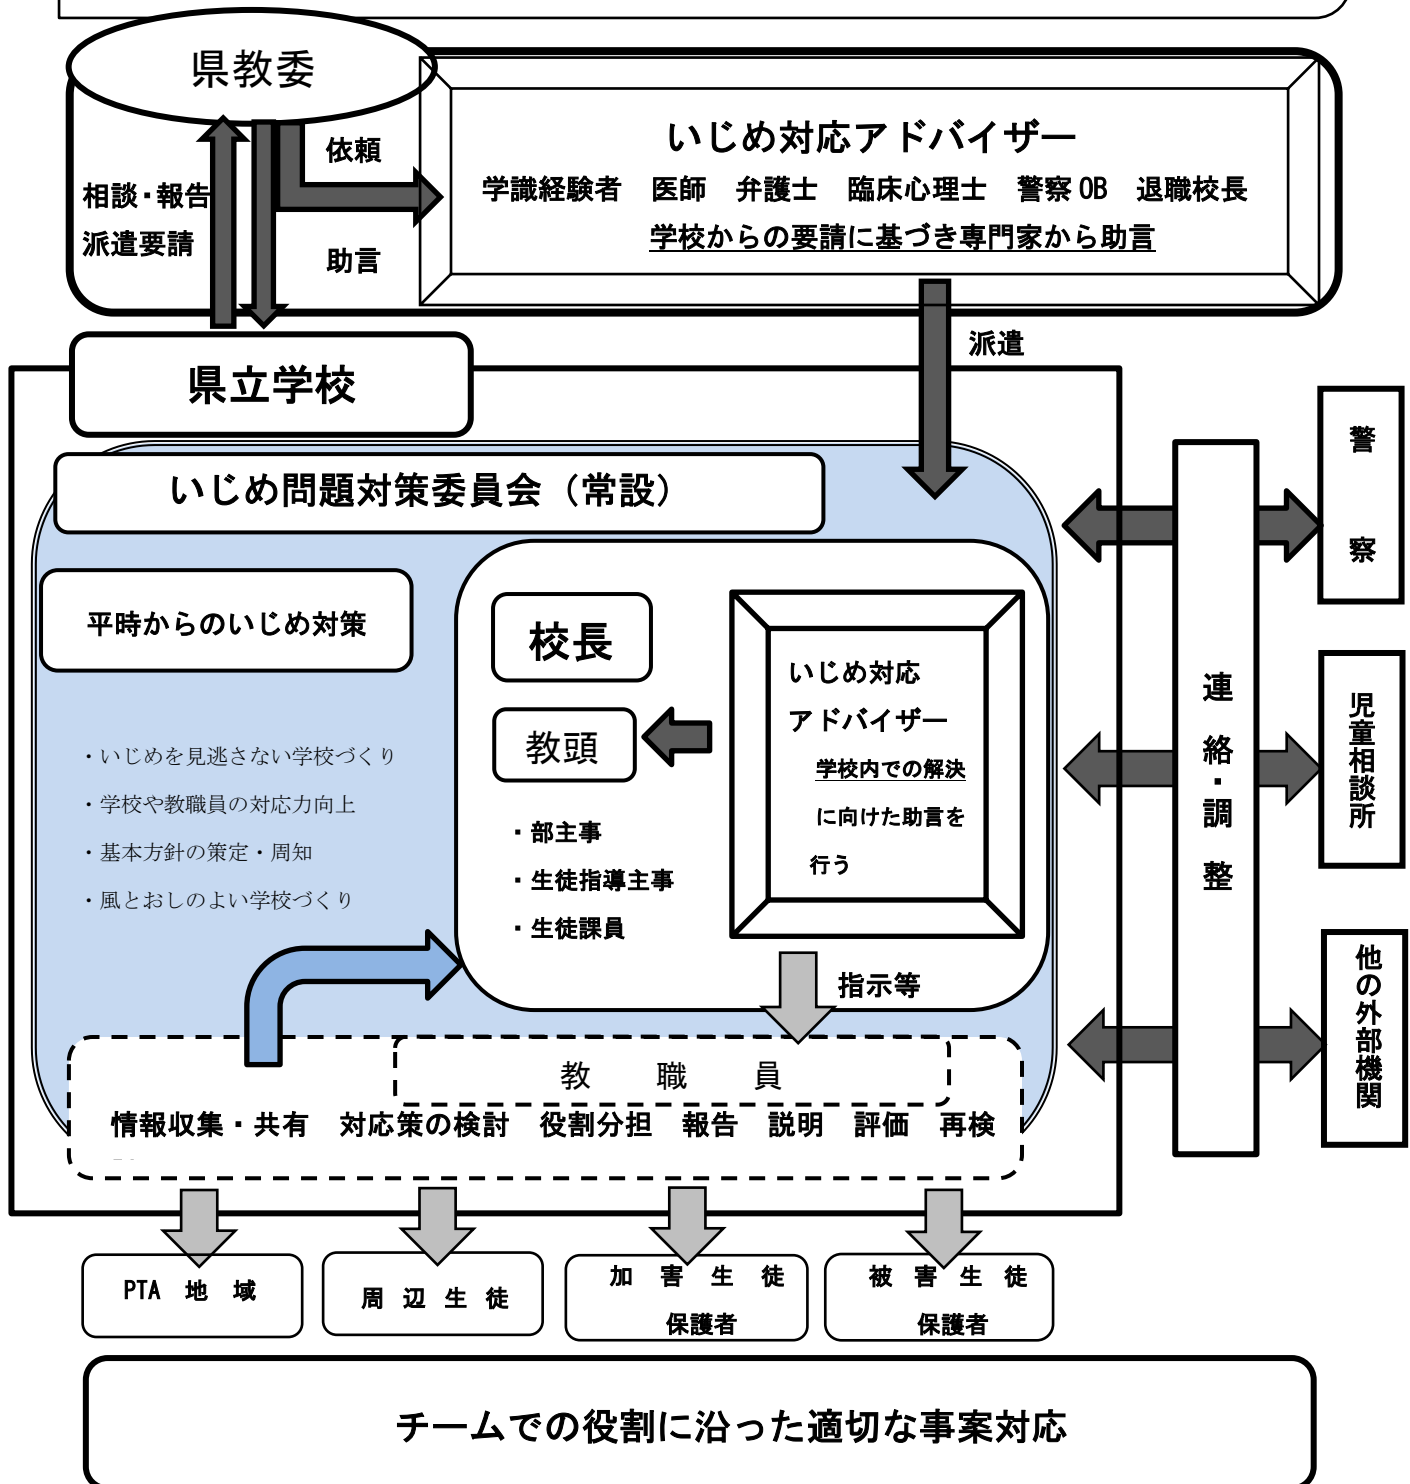 県教委
依頼
相談・報告
派遣要請
助言
いじめ対応アドバイザー
学識経験者　医師　弁護士　臨床心理士　警察OB　退職校長
学校からの要請に基づき専門家から助言
派遣
県立学校
いじめ問題対策委員会（常設）
平時からのいじめ対策
・いじめを見逃さない学校づくり
・学校や教職員の対応力向上
・基本方針の策定・周知
・風とおしのよい学校づくり
校長
教頭
・部主事
・生徒指導主事
・生徒課員
いじめ対応
アドバイザー
学校内での解決
に向けた助言を
行う
指示等
教　職　員
情報収集・共有　対応策の検討　役割分担　報告　説明　評価　再検
連絡・調整
警察
児童相談所
他の外部機関
PTA　地　域
周辺生徒
加害生徒
保護者
被害生徒
保護者
チームでの役割に沿った適切な事案対応